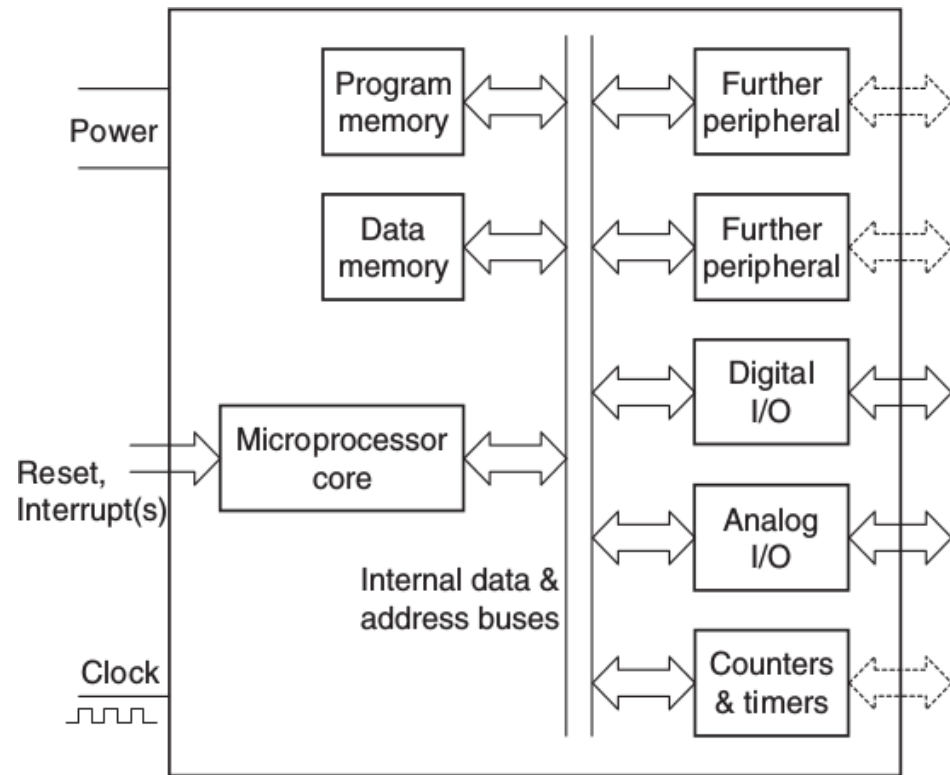 Power
Program
memory
Further
peripheral
Data
memory
Further
peripheral
Digital
I/O
Microprocessor
core
Reset,
Interrupt(s)
Analog
I/O
Internal data &
address buses
Clock
Counters
& timers